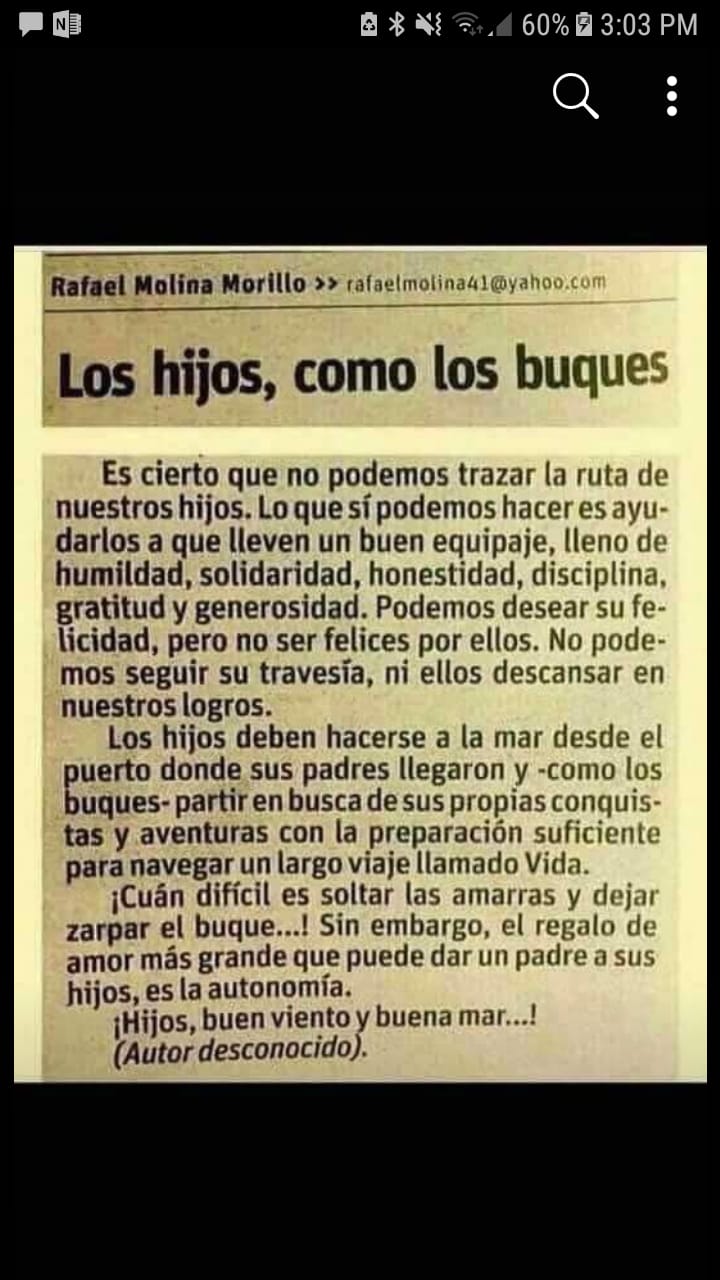 60% 3:03 PM
Rafael Molina Morillo >> rafaelmolina41@yahoo.com
Los hijos, como los buques
Es cierto que no podemos trazar la ruta de
nuestros hijos. Lo que sí podemos hacer es ayu-
darlos a que lleven un buen equipaje, lleno de
humildad, solidaridad, honestidad, disciplina,
gratitud y generosidad. Podemos desear su fe-
licidad, pero no ser felices por ellos. No pode-
mos seguir su travesía, ni ellos descansar en
nuestros logros.
Los hijos deben hacerse a la mar desde el
puerto donde sus padres llegaron y -como los
buques- partir en busca de sus propias conquis-
tas y aventuras con la preparación suficiente
para navegar un largo viaje llamado Vida.
¡Cuán difícil es soltar las amarras y dejar
zarpar el buque...! Sin embargo, el regalo de
amor más grande que puede dar un padre a sus
hijos, es la autonomía.
¡Hijos, buen viento y buena mar...!
(Autor desconocido).